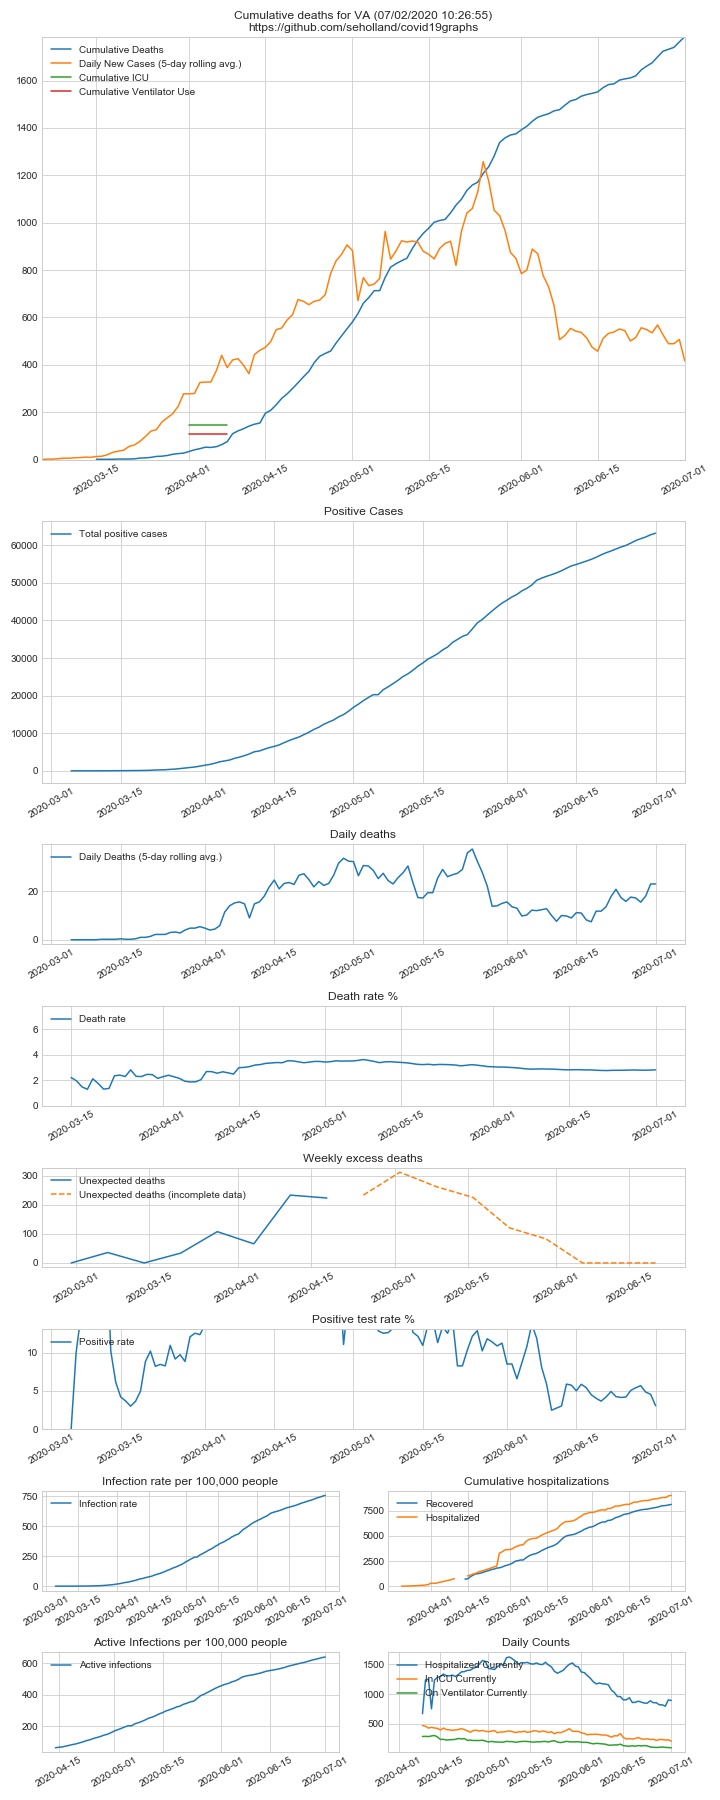 Cumulative deaths for VA (07/02/2020 10:26:55)
https://github.com/seholland/covid19graphs
Cumulative Deaths
Daily New Cases (5-day rolling avg.)
Cumulative ICU
Cumulative Ventilator Use
1600
1400
1200
1000
800
600
400
200
0
2020-03-15 2020-04-01 2020-04-15 2020-05-01 2020-05-15 2020-06-01 2020-06-15 2020-07-01
Positive Cases
Total positive cases
60000
50000
40000
30000
20000
10000
0
2020-03-01 2020-03-15 2020-04-01 2020-04-15 2020-05-01 2020-05-15 2020-06-01 2020-06-15 2020-07-01
Daily deaths
Daily Deaths (5-day rolling avg.)
20
0
2020-03-01 2020-03-15 2020-04-01 2020-04-15 2020-05-01 2020-05-15 2020-06-01 2020-06-15 2020-07-01
Death rate %
Death rate
6
4
2
0
2020-03-15 2020-04-01 2020-04-15 2020-05-01 2020-05-15 2020-06-01 2020-06-15 2020-07-01
Weekly excess deaths
Unexpected deaths
Unexpected deaths (incomplete data)
300
200
100
0
2020-03-01 2020-03-15 2020-04-01 2020-04-15 2020-05-01 2020-05-15 2020-06-01 2020-06-15
Positive test rate %
Positive rate
10
5
0
2020-03-01 2020-03-15 2020-04-01 2020-04-15 2020-05-01 2020-05-15 2020-06-01 2020-06-15 2020-07-01
Infection rate per 100,000 people
Infection rate
750
500
250
0
2020-03-01 2020-03-15 2020-04-01 2020-04-15 2020-05-01 2020-05-15 2020-06-01 2020-06-15 2020-07-01
Cumulative hospitalizations
Recovered
Hospitalized
7500
5000
2500
0
2020-04-01 2020-04-15 2020-05-01 2020-05-15 2020-06-01 2020-06-15 2020-07-01
Active Infections per 100,000 people
Active infections
600
400
200
2020-04-15 2020-05-01 2020-05-15 2020-06-01 2020-06-15 2020-07-01
Daily Counts
Hospitalized Currently
In ICU Currently
On Ventilator Currently
1500
1000
500
2020-04-01 2020-04-15 2020-05-01 2020-05-15 2020-06-01 2020-06-15 2020-07-01